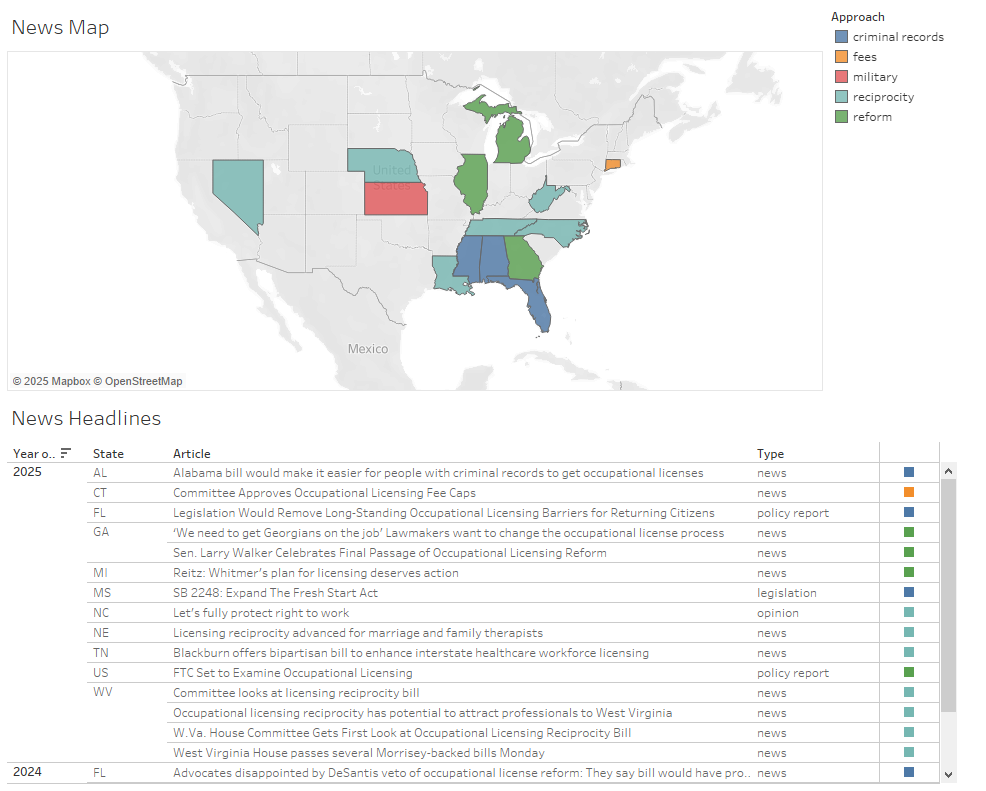 News Map
Approach
criminal records
fees
military
reciprocity
reform
United
States
Mexico
© 2025 Mapbox © OpenStreetMap
News Headlines
Year o.. State Article Type
2025 AL Alabama bill would make it easier for people with criminal records to get occupational licenses news
CT Committee Approves Occupational Licensing Fee Caps news
FL Legislation Would Remove Long-Standing Occupational Licensing Barriers for Returning Citizens policy report
GA ‘We need to get Georgians on the job’ Lawmakers want to change the occupational license process news
Sen. Larry Walker Celebrates Final Passage of Occupational Licensing Reform news
MI Reitz: Whitmer’s plan for licensing deserves action news
MS SB 2248: Expand The Fresh Start Act legislation
NC Let’s fully protect right to work opinion
NE Licensing reciprocity advanced for marriage and family therapists news
TN Blackburn offers bipartisan bill to enhance interstate healthcare workforce licensing news
US FTC Set to Examine Occupational Licensing policy report
WV Committee looks at licensing reciprocity bill news
Occupational licensing reciprocity has potential to attract professionals to West Virginia news
W.Va. House Committee Gets First Look at Occupational Licensing Reciprocity Bill news
West Virginia House passes several Morrisey-backed bills Monday news
2024 FL Advocates disappointed by DeSantis veto of occupational license reform: They say bill would have pro.. news